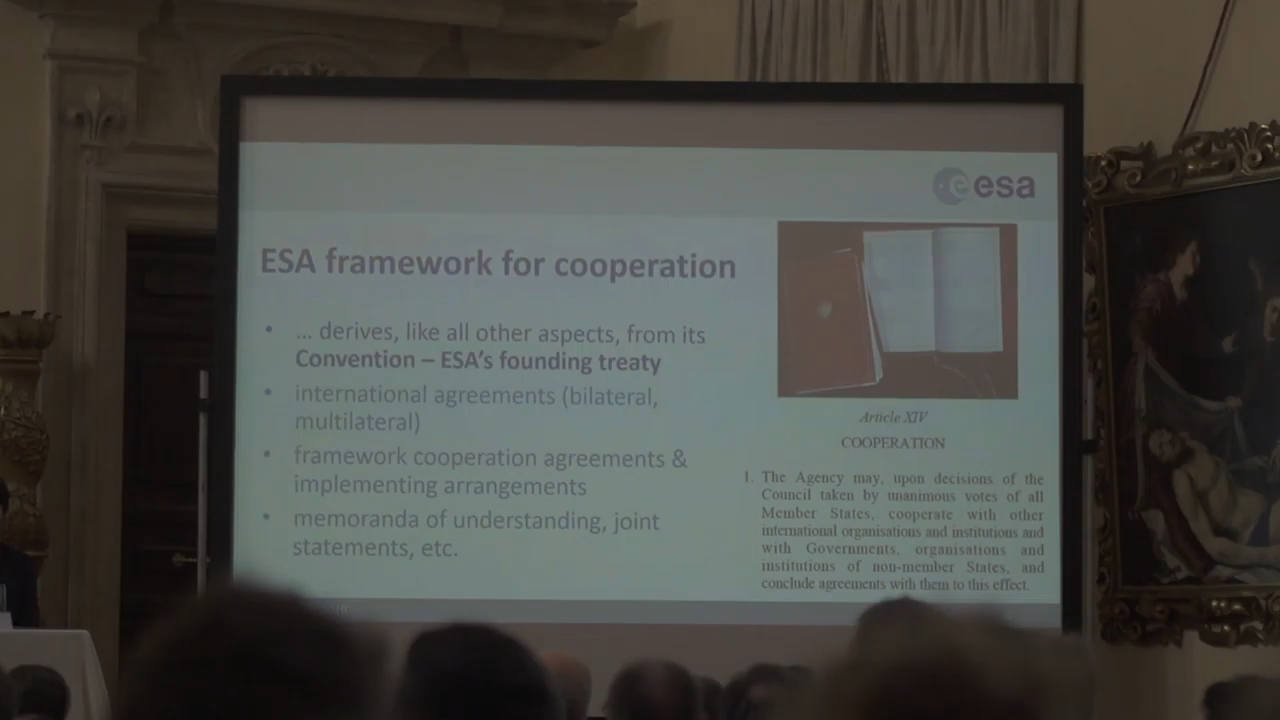 esa
ESA framework for cooperation
• ... derives, like all other aspects, from its
Convention – ESA's founding treaty
• international agreements (bilateral,
multilateral)
• framework cooperation agreements &
implementing arrangements
• memoranda of understanding, joint
statements, etc.
Article XIV
COOPERATION
1. The Agency may, upon decisions of the
Council taken by unanimous votes of all
Member States, cooperate with other
international organisations and institutions and
with Governments, organisations and
institutions of non-member States, and
conclude agreements with them to this effect.